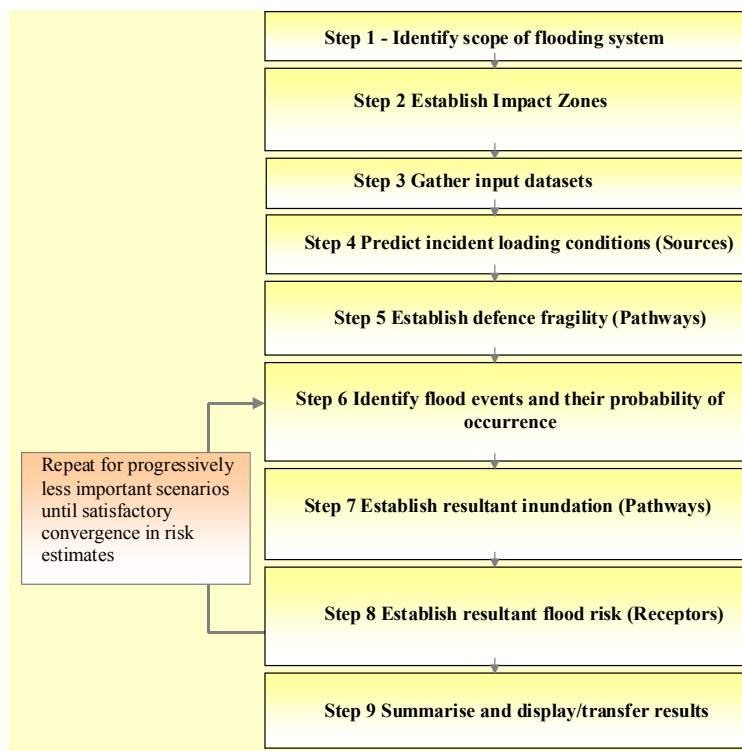 Step 1 - Identify scope of flooding system
Step 2 Establish Impact Zones
Step 3 Gather input datasets
Step 4 Predict incident loading conditions (Sources)
Step 5 Establish defence fragility (Pathways)
Step 6 Identify flood events and their probability of
occurrence
Repeat for progressively
less important scenarios
until satisfactory
convergence in risk
estimates
Step 7 Establish resultant inundation (Pathways)
Step 8 Establish resultant flood risk (Receptors)
Step 9 Summarise and display/transfer results